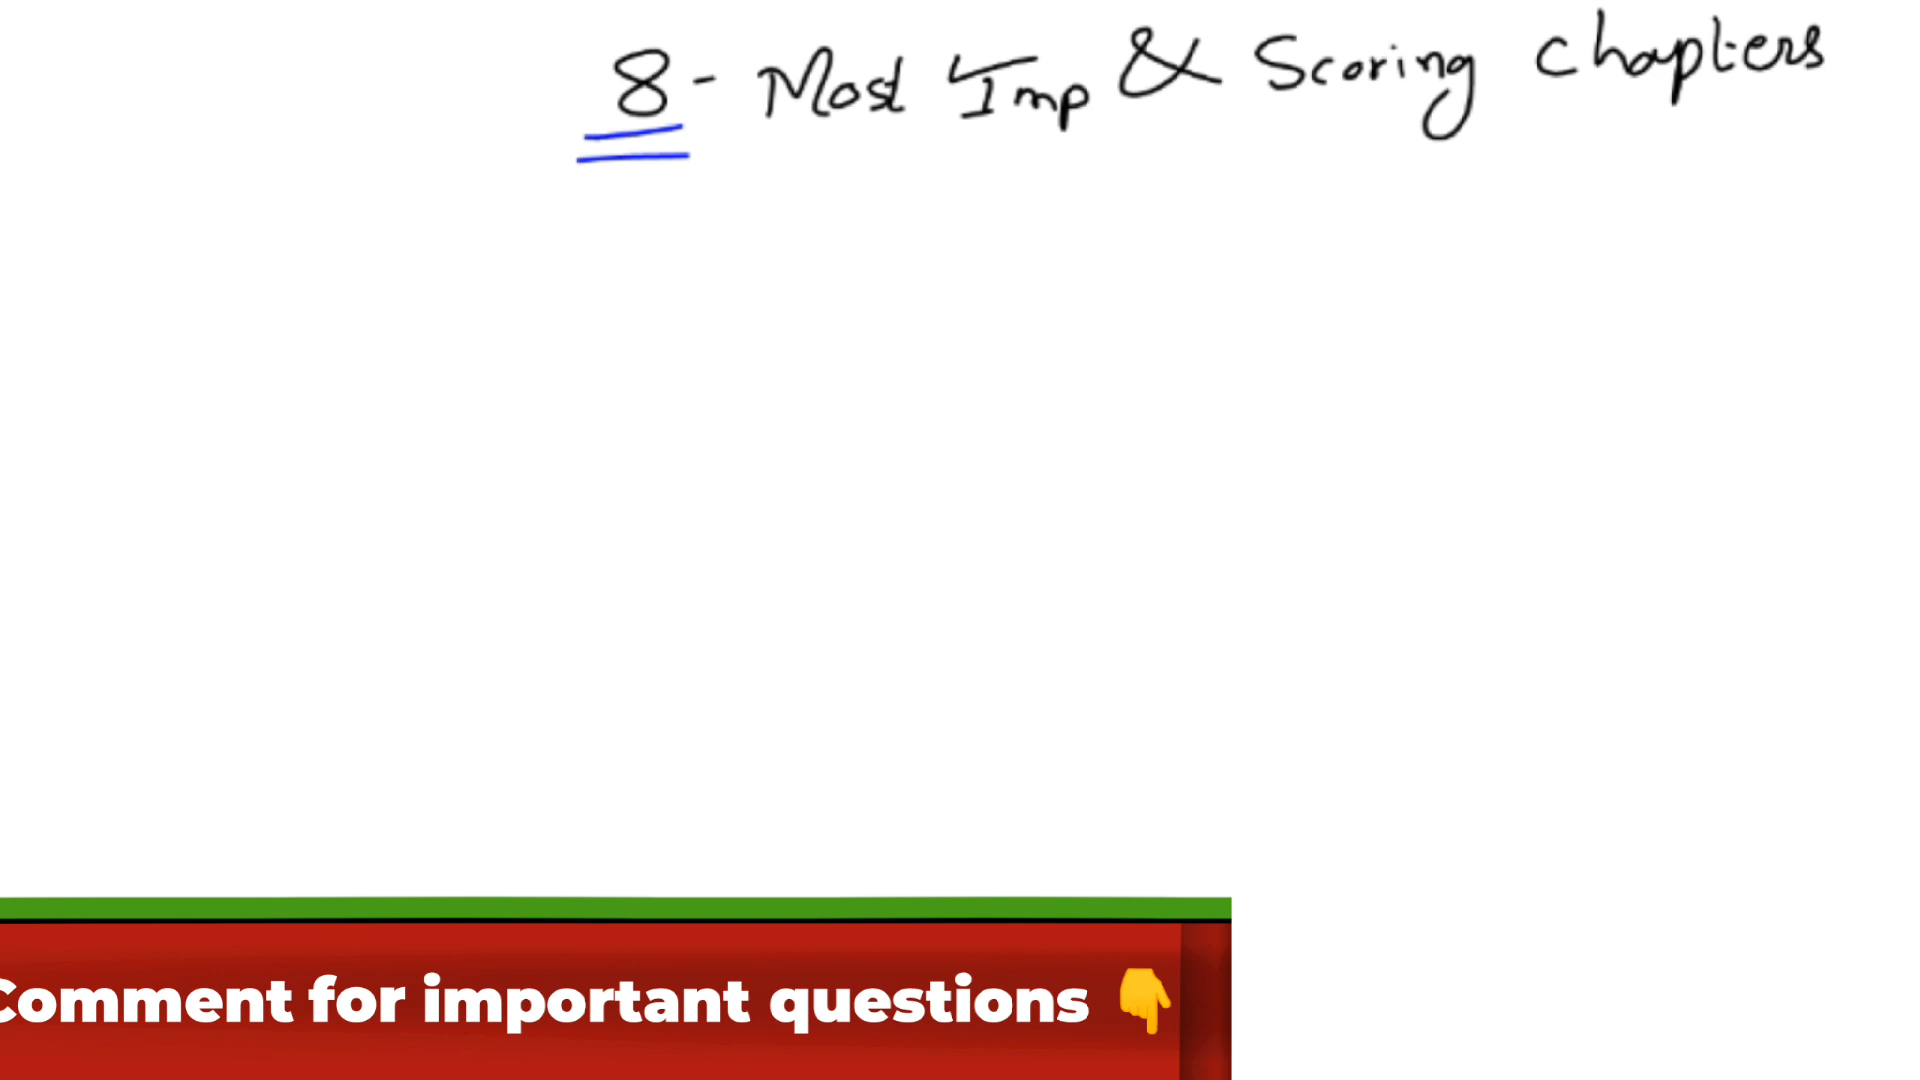 8 - Most Imp & Scoring chapters
Comment for important questions 👇